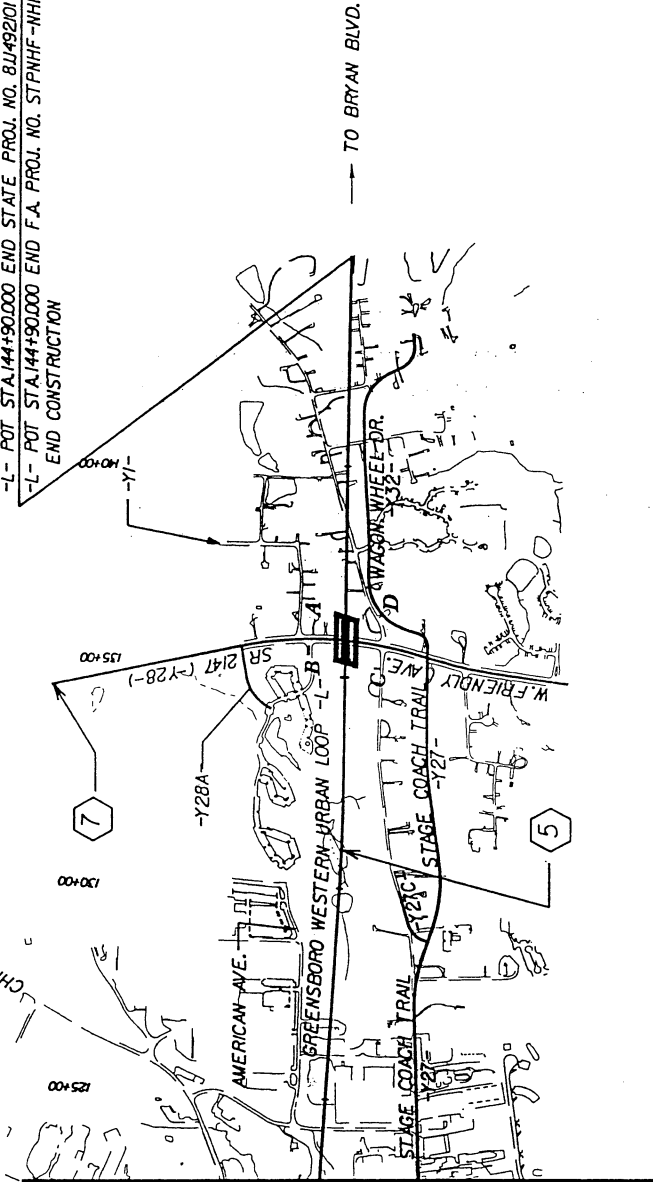 -L- POT STA.144+90.000 END STATE PROJ. NO. 8.U492101
-L- POT STA.144+90.000 END F.A. PROJ. NO. STPNHF-NHF
END CONSTRUCTION
TO BRYAN BLVD.
140+00
-Y1-
135+00
SR 2147 (-Y28-)
-Y28A-
7
130+00
125+00
AMERICAN AVE.
GREENSBORO WESTERN URBAN LOOP -L-
A
B
C
D
WAGON WHEEL DR.
-Y32-
W. FRIENDLY AVE.
STAGE COACH TRAIL
-Y27-
-Y27C-
STAGE COACH TRAIL
-Y27-
5